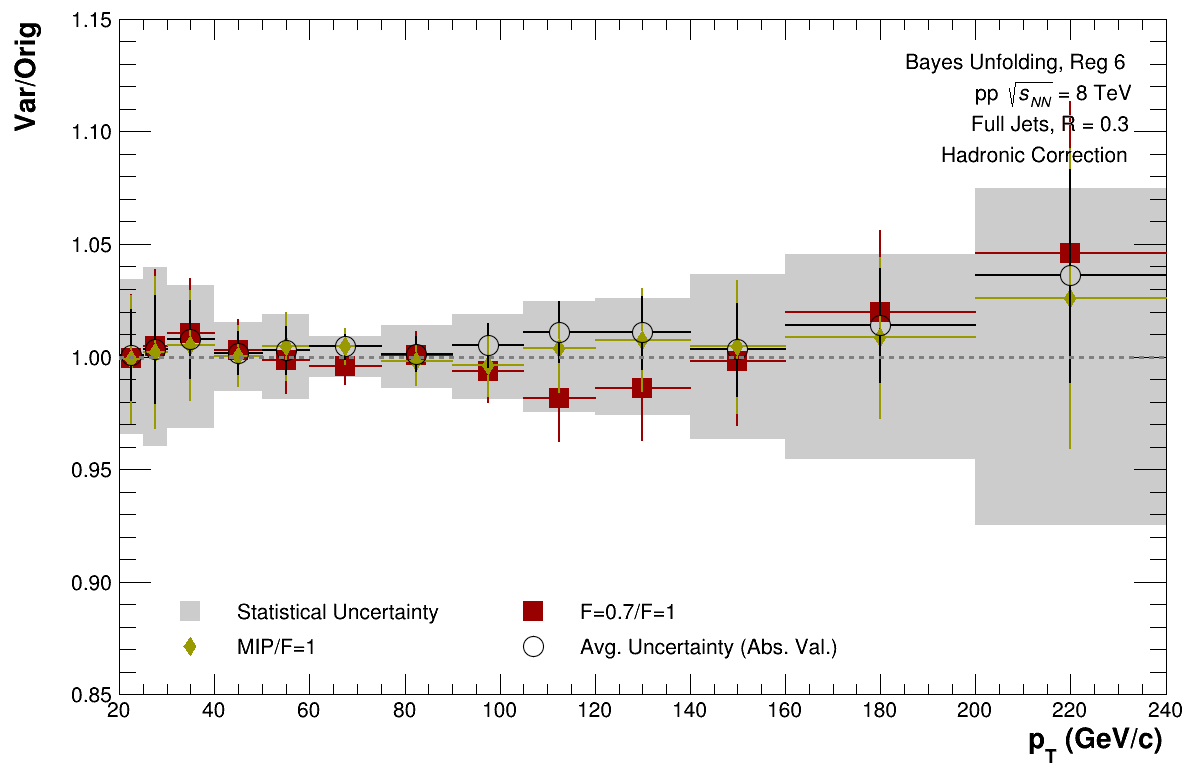 Var/Orig
1.15
1.10
1.05
1.00
0.95
0.90
0.85
Bayes Unfolding, Reg 6
pp √s_NN = 8 TeV
Full Jets, R = 0.3
Hadronic Correction
Statistical Uncertainty
F=0.7/F=1
MIP/F=1
Avg. Uncertainty (Abs. Val.)
20 40 60 80 100 120 140 160 180 200 220 240
p_T (GeV/c)